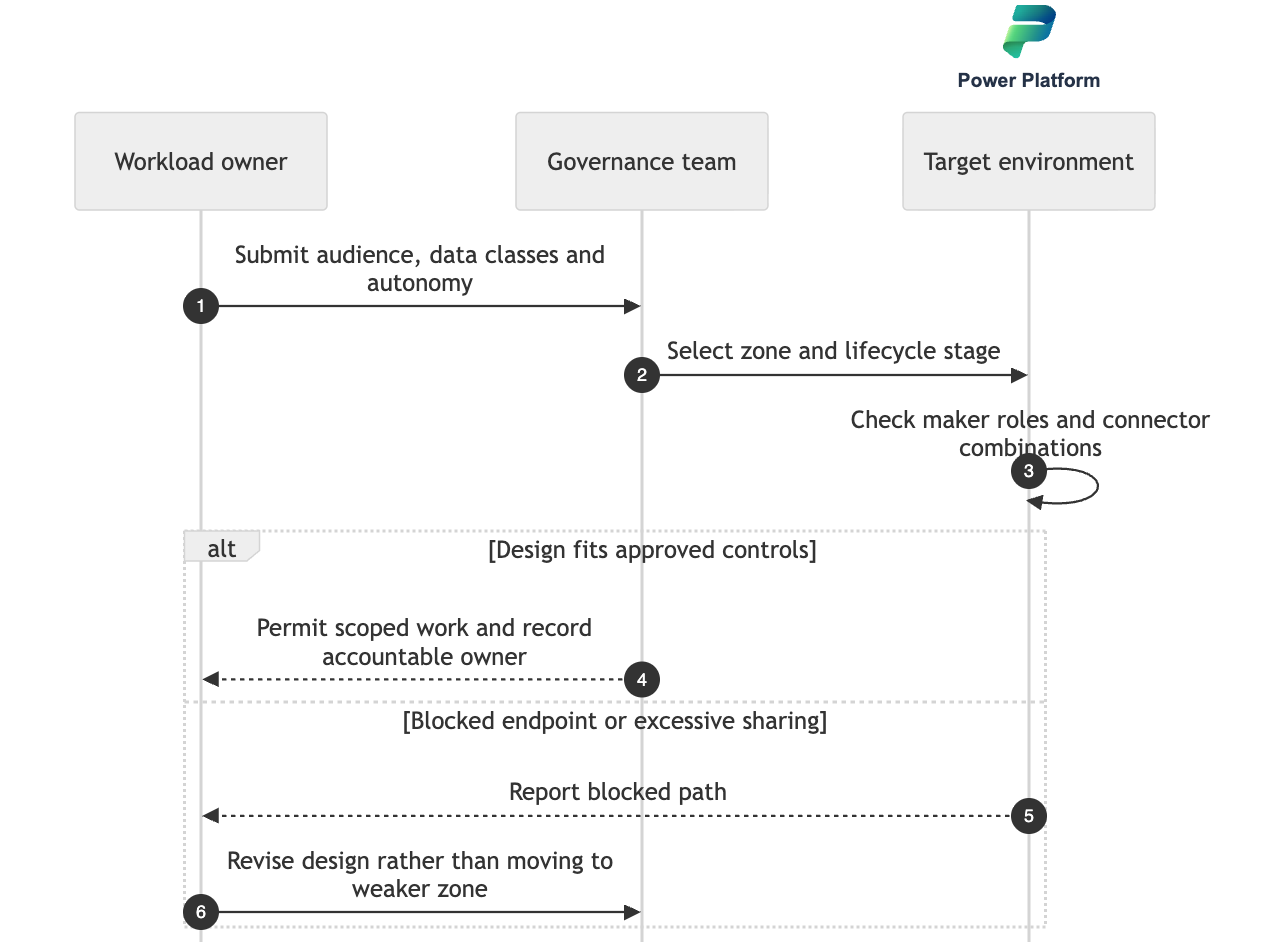 Power Platform
Workload owner
Governance team
Target environment
Submit audience, data classes and
autonomy
1
Select zone and lifecycle stage
2
Check maker roles and connector
combinations
3
alt
[Design fits approved controls]
Permit scoped work and record
accountable owner
4
[Blocked endpoint or excessive sharing]
Report blocked path
5
Revise design rather than moving to
weaker zone
6